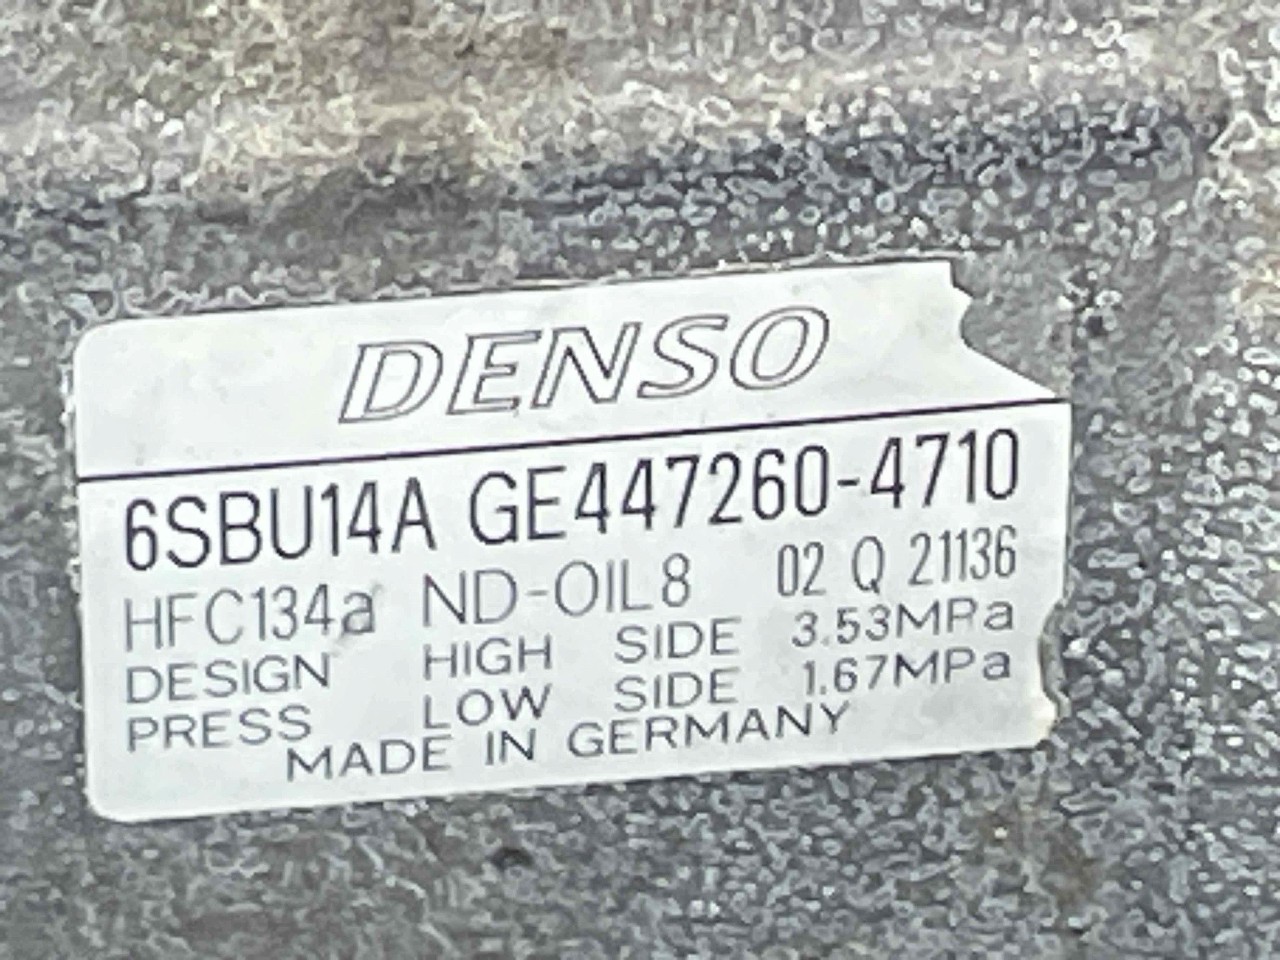 DENSO
6SBU14A GE447260-4710
HFC134a ND-OIL8 02 Q 21136
DESIGN HIGH SIDE 3.53MPa
PRESS LOW SIDE 1.67MPa
MADE IN GERMANY